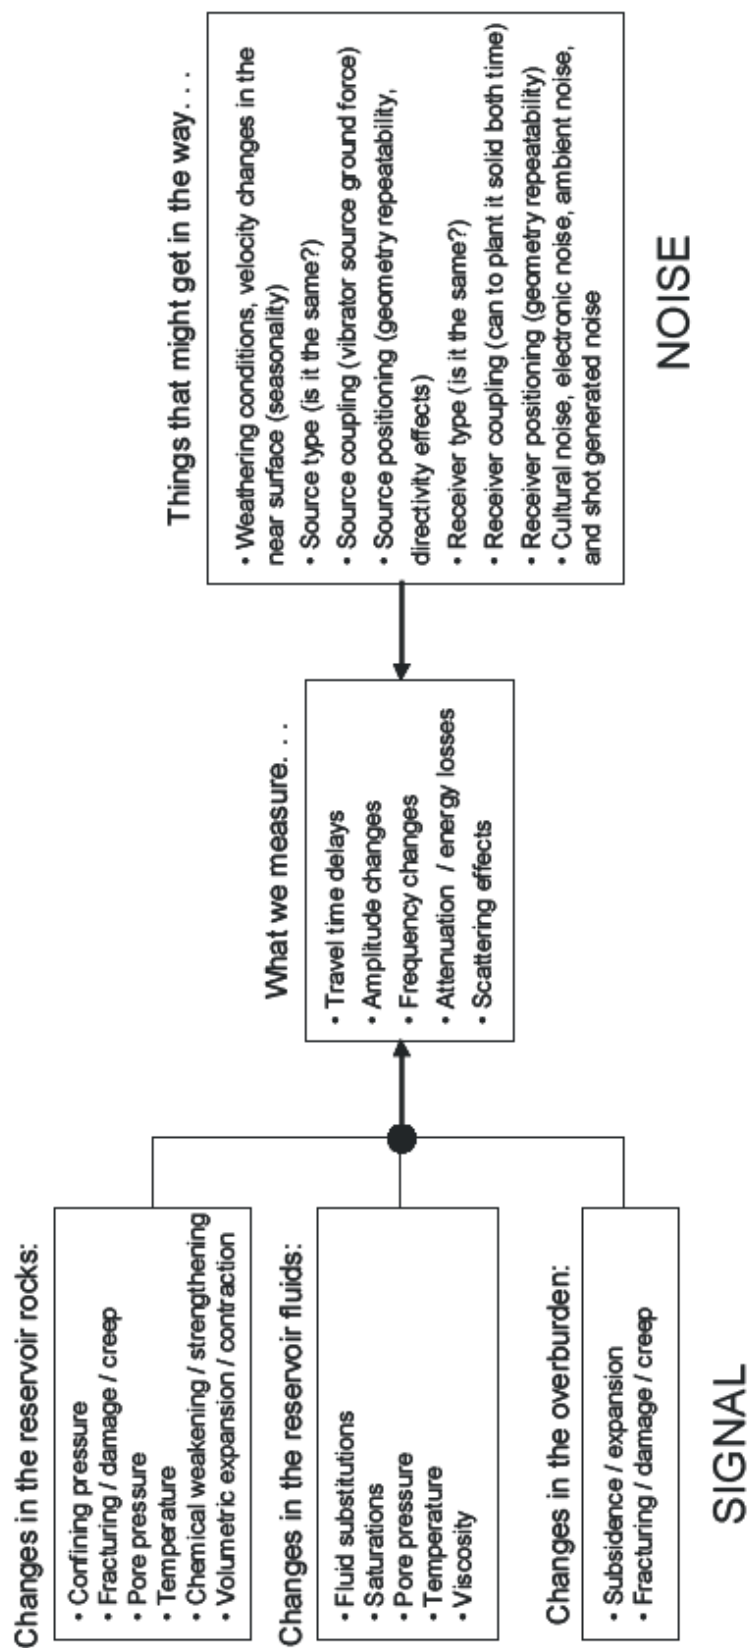 Changes in the reservoir rocks:
• Confining pressure
• Fracturing / damage / creep
• Pore pressure
• Temperature
• Chemical weakening / strengthening
• Volumetric expansion / contraction
Changes in the reservoir fluids:
• Fluid substitutions
• Saturations
• Pore pressure
• Temperature
• Viscosity
Changes in the overburden:
• Subsidence / expansion
• Fracturing / damage / creep
SIGNAL
What we measure. . .
• Travel time delays
• Amplitude changes
• Frequency changes
• Attenuation / energy losses
• Scattering effects
Things that might get in the way. . .
• Weathering conditions, velocity changes in the
near surface (seasonality)
• Source type (is it the same?)
• Source coupling (vibrator source ground force)
• Source positioning (geometry repeatability,
directivity effects)
• Receiver type (is it the same?)
• Receiver coupling (can to plant it solid both time)
• Receiver positioning (geometry repeatability)
• Cultural noise, electronic noise, ambient noise,
and shot generated noise
NOISE